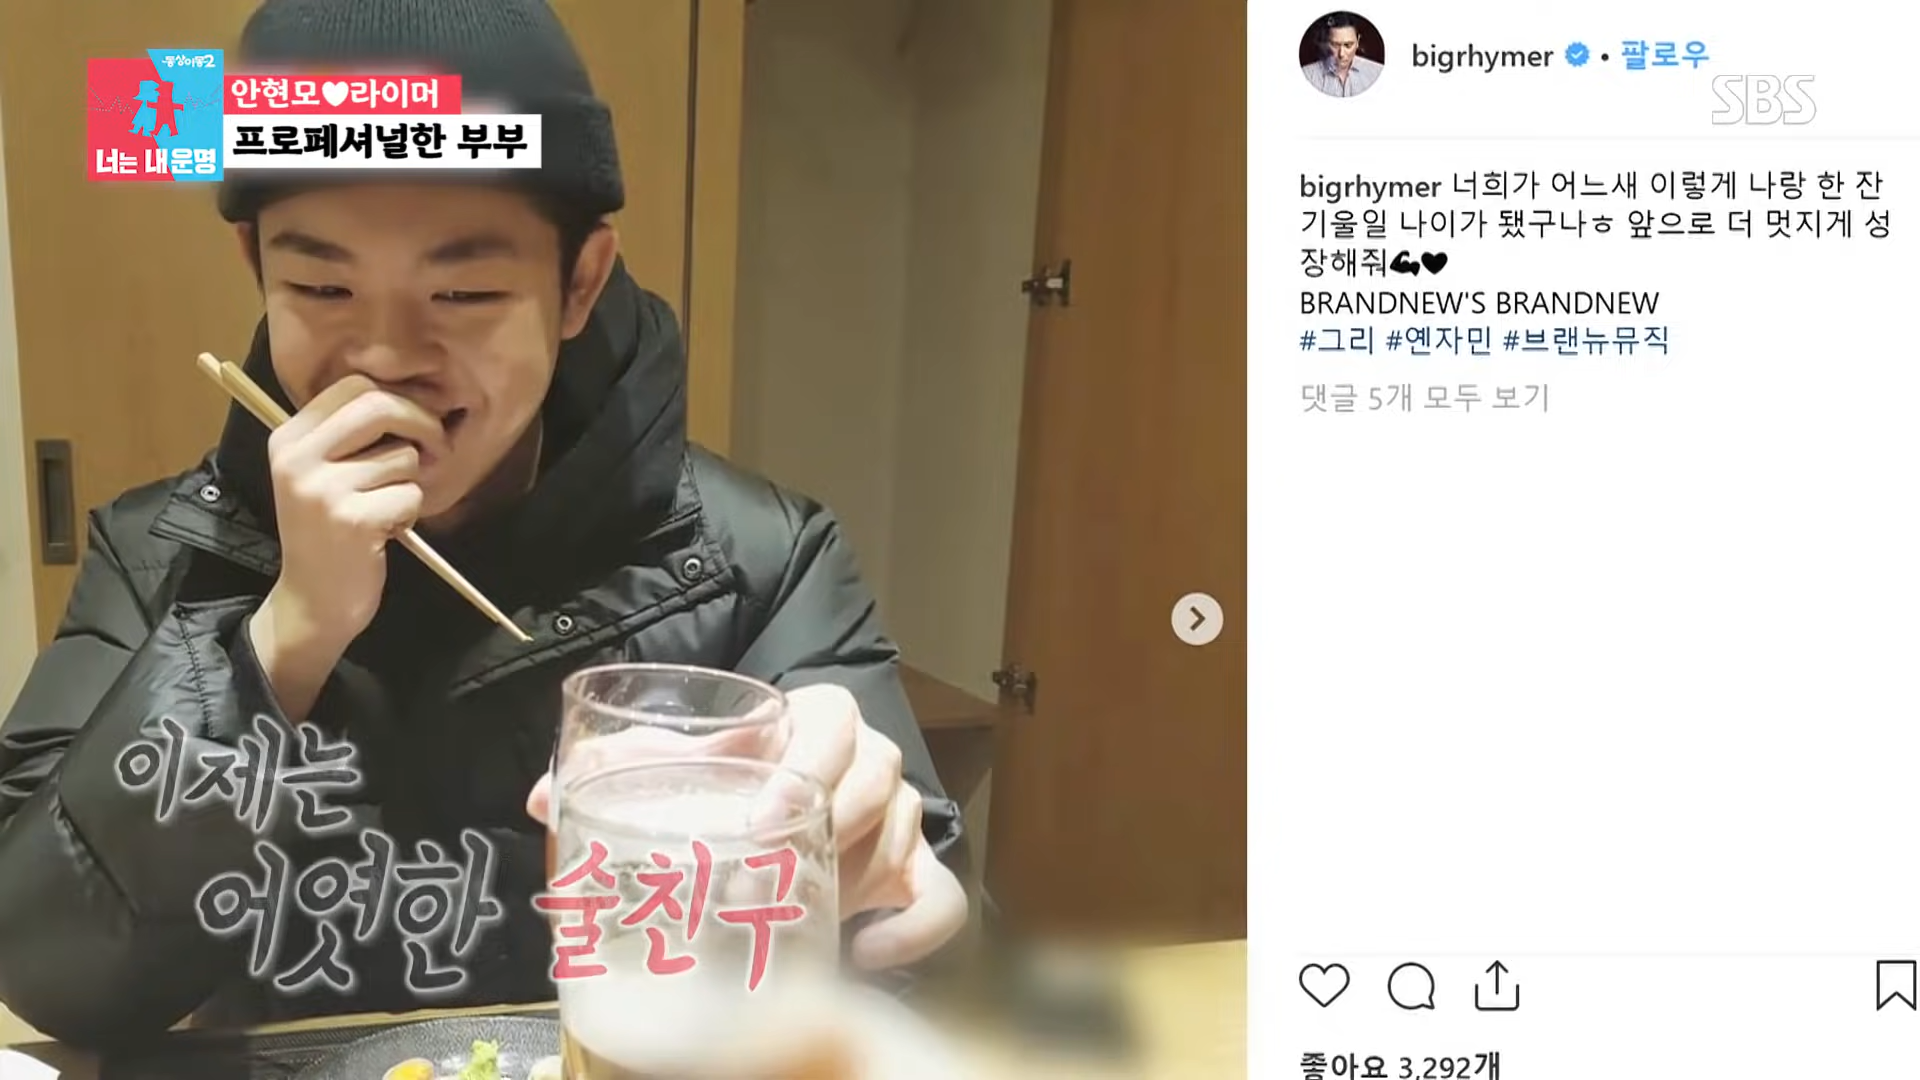 동상이몽2
너는 내 운명
안현모♥라이머
프로페셔널한 부부
이제는
어엿한 술친구
bigrhymer • 팔로우
SBS
bigrhymer 너희가 어느새 이렇게 나랑 한 잔
기울일 나이가 됐구나ㅎ 앞으로 더 멋지게 성
장해줘💪🖤
BRANDNEW'S BRANDNEW
#그리 #옌자민 #브랜뉴뮤직
댓글 5개 모두 보기
좋아요 3,292개